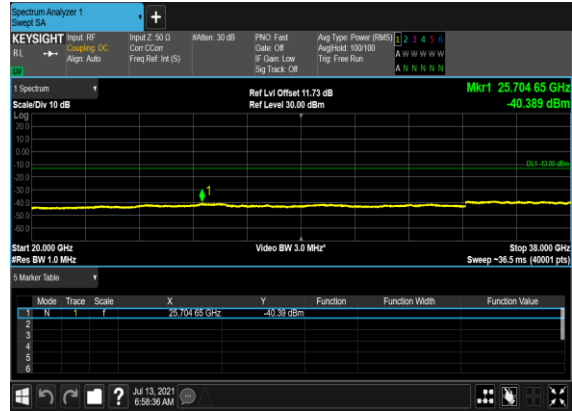 Spectrum Analyzer 1
Swept SA
+
KEYSIGHT Input: RF Input Z: 50 Ω #Atten: 30 dB PNO: Fast Avg Type: Power (RMS) 1 2 3 4 5 6
RL Coupling: DC Corr CCorr Gate: Off Avg|Hold: 100/100 A W W W W W
Align: Auto Freq Ref: Int (S) IF Gain: Low Trig: Free Run
Sig Track: Off A N N N N N
1 Spectrum Ref Lvl Offset 11.73 dB Mkr1 25.704 65 GHz
Scale/Div 10 dB Ref Level 30.00 dBm -40.389 dBm
Log
20.0
10.0
0.00
-10.0 DL1 -13.00 dBm
-20.0
-30.0 1
-40.0
-50.0
-60.0
Start 20.000 GHz Video BW 3.0 MHz* Stop 38.000 GHz
#Res BW 1.0 MHz Sweep ~36.5 ms (40001 pts)
5 Marker Table
Mode Trace Scale X Y Function Function Width Function Value
1 N 1 f 25.704 65 GHz -40.39 dBm
2
3
4
5
6
? Jul 13, 2021
6:58:36 AM